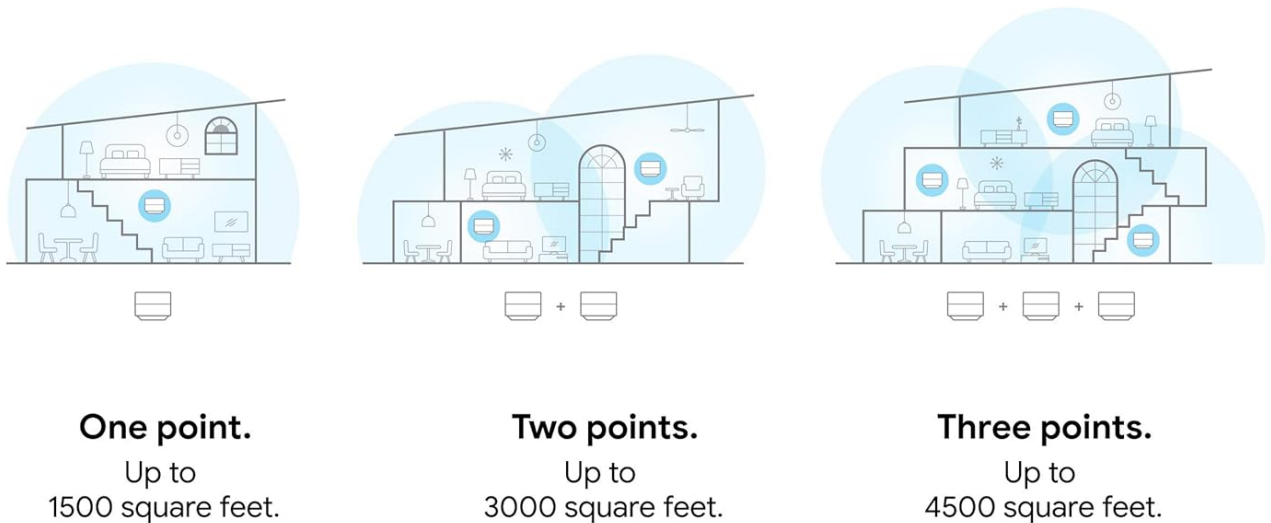 One point.
Up to
1500 square feet.
Two points.
Up to
3000 square feet.
Three points.
Up to
4500 square feet.